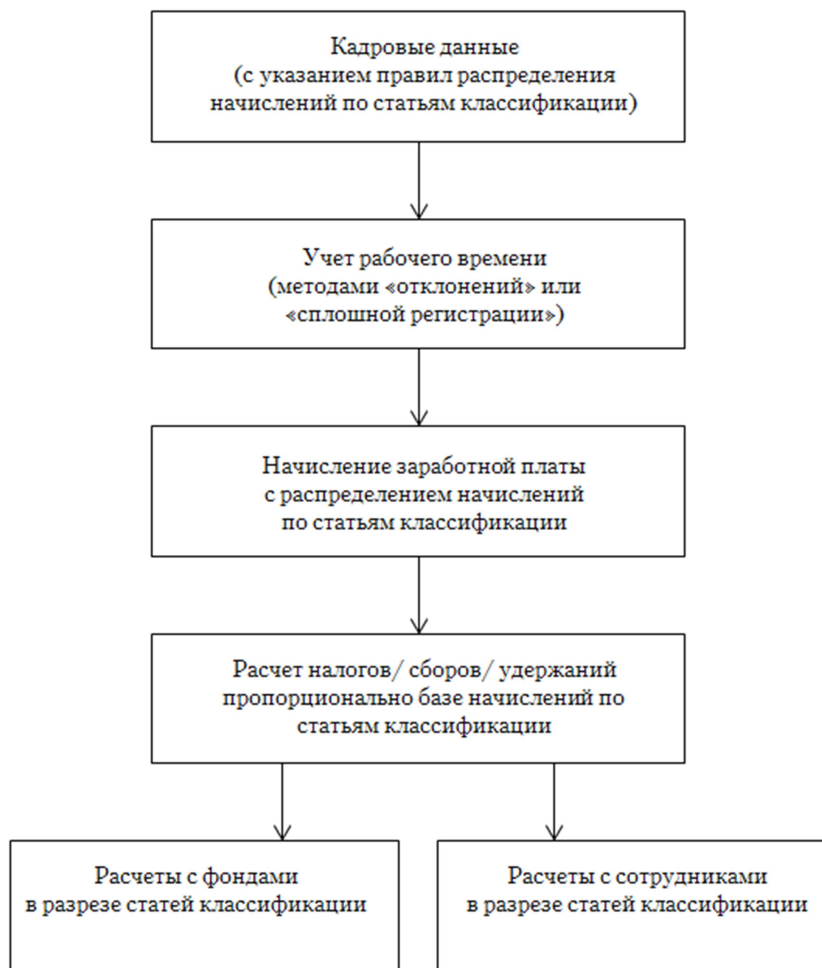 Кадровые данные
(с указанием правил распределения
начислений по статьям классификации)
Учет рабочего времени
(методами «отклонений» или
«сплошной регистрации»)
Начисление заработной платы
с распределением начислений
по статьям классификации
Расчет налогов/ сборов/ удержаний
пропорционально базе начислений по
статьям классификации
Расчеты с фондами
в разрезе статей классификации
Расчеты с сотрудниками
в разрезе статей классификации